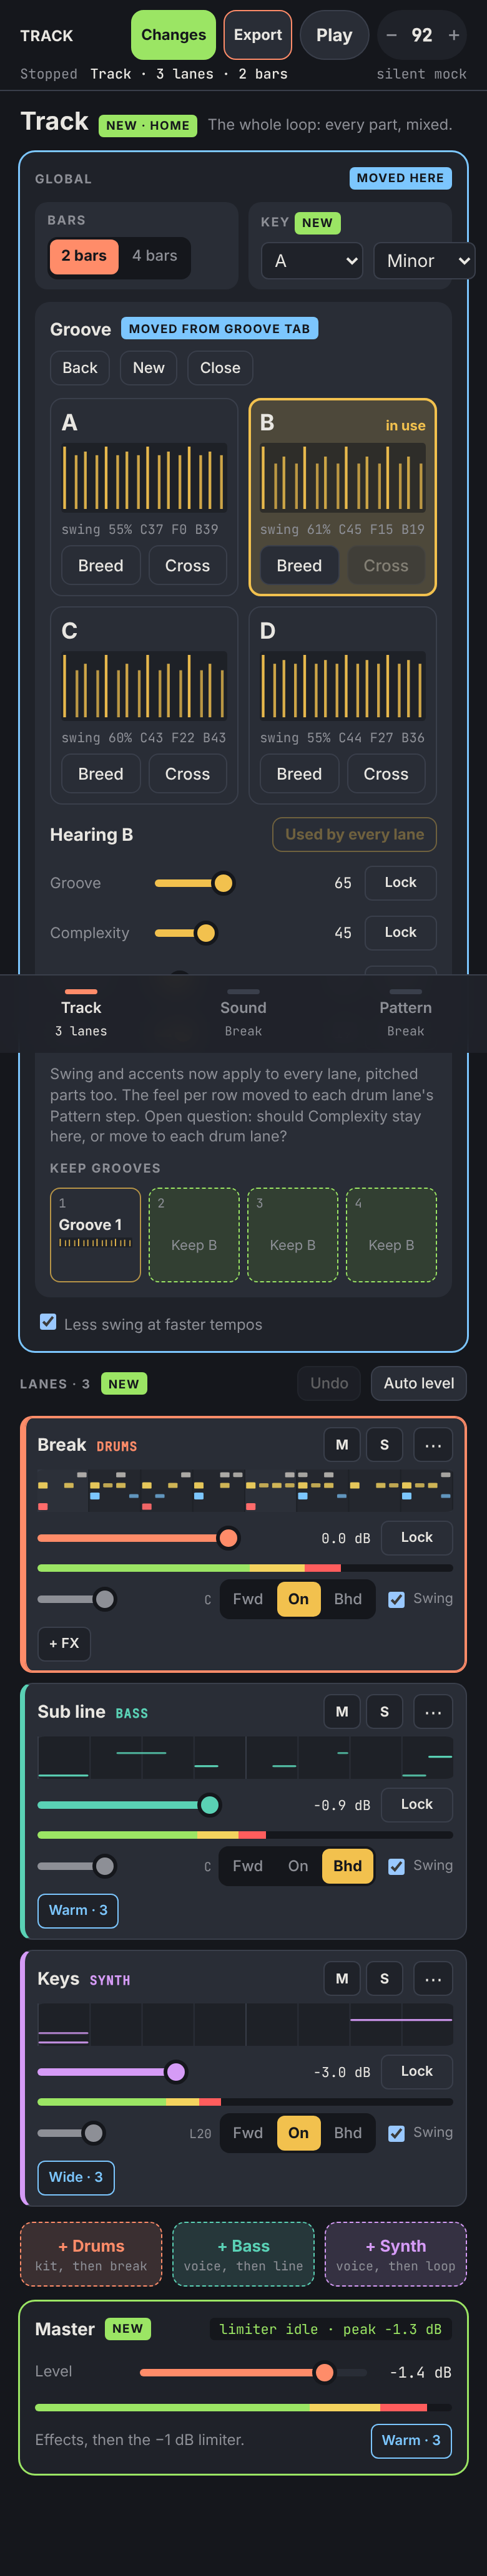 TRACK
Changes
Export
Play
− 92 +
Stopped Track · 3 lanes · 2 bars silent mock
Track NEW · HOME The whole loop: every part, mixed.
GLOBAL MOVED HERE
BARS
2 bars 4 bars
KEY NEW
A Minor
Groove MOVED FROM GROOVE TAB
Back New Close
A
swing 55% C37 F0 B39
Breed Cross
B in use
swing 61% C45 F15 B19
Breed Cross
C
swing 60% C43 F22 B43
Breed Cross
D
swing 55% C44 F27 B36
Breed Cross
Hearing B Used by every lane
Groove 65 Lock
Complexity 45 Lock
Track
3 lanes
Sound
Break
Pattern
Break
Swing and accents now apply to every lane, pitched
parts too. The feel per row moved to each drum lane's
Pattern step. Open question: should Complexity stay
here, or move to each drum lane?
KEEP GROOVES
1
Groove 1
2
Keep B
3
Keep B
4
Keep B
Less swing at faster tempos
LANES · 3 NEW Undo Auto level
Break DRUMS M S ...
0.0 dB Lock
C Fwd On Bhd Swing
+ FX
Sub line BASS M S ...
-0.9 dB Lock
C Fwd On Bhd Swing
Warm · 3
Keys SYNTH M S ...
-3.0 dB Lock
L20 Fwd On Bhd Swing
Wide · 3
+ Drums
kit, then break
+ Bass
voice, then line
+ Synth
voice, then loop
Master NEW limiter idle · peak -1.3 dB
Level -1.4 dB
Effects, then the −1 dB limiter. Warm · 3